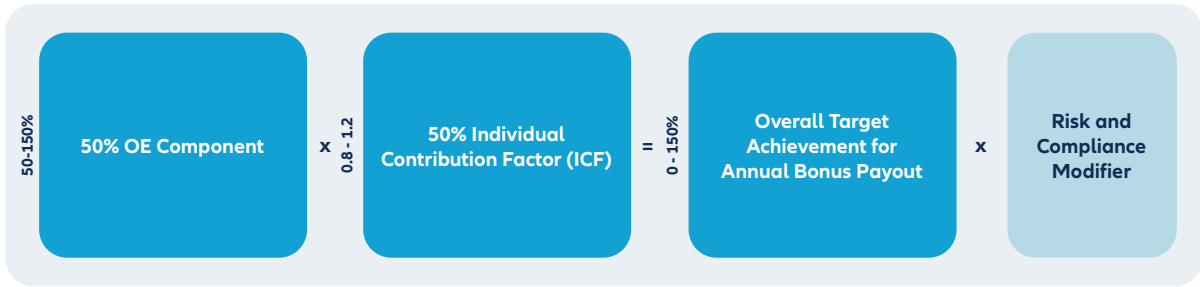 50-150%
50% OE Component
x
0.8 - 1.2
50% Individual
Contribution Factor (ICF)
=
0 - 150%
Overall Target
Achievement for
Annual Bonus Payout
x
Risk and
Compliance
Modifier